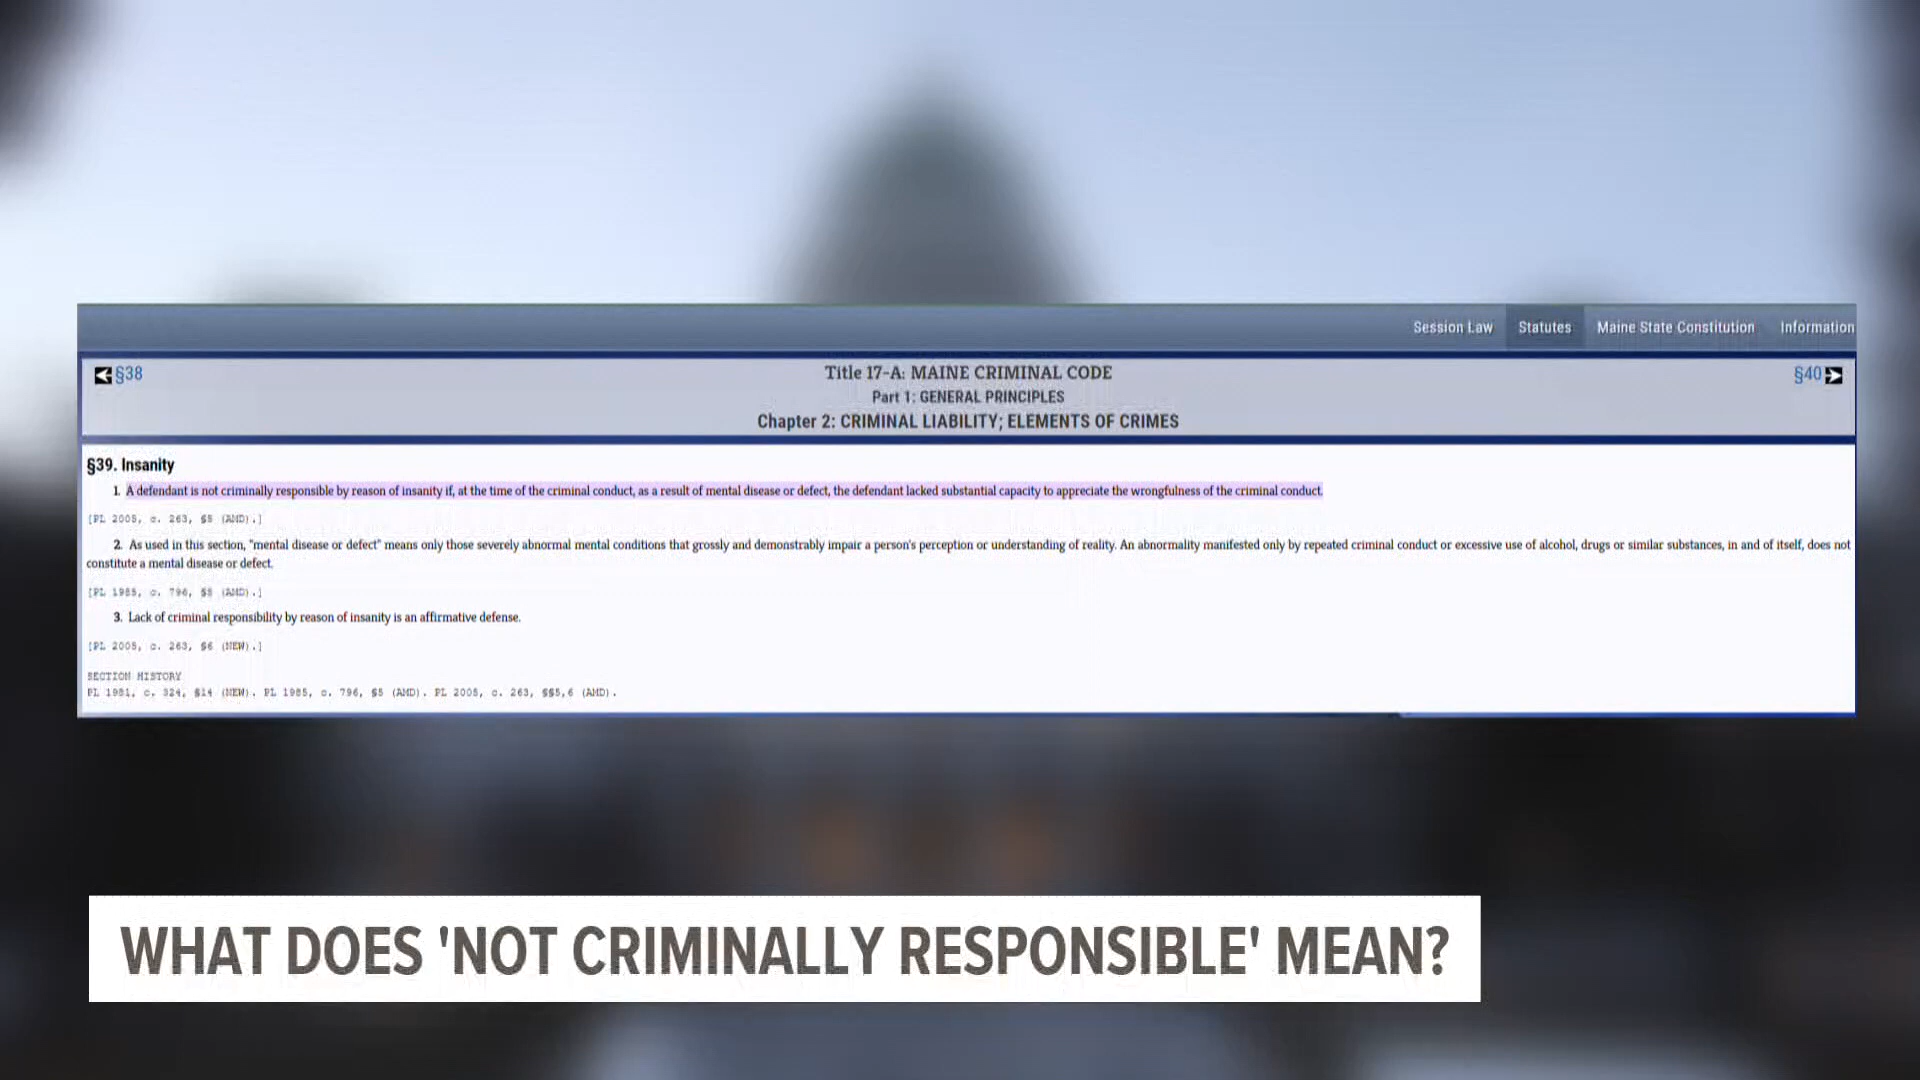 Session Law Statutes Maine State Constitution Information
§38 Title 17-A: MAINE CRIMINAL CODE §40
Part 1: GENERAL PRINCIPLES
Chapter 2: CRIMINAL LIABILITY; ELEMENTS OF CRIMES
§39. Insanity
1. A defendant is not criminally responsible by reason of insanity if, at the time of the criminal conduct, as a result of mental disease or defect, the defendant lacked substantial capacity to appreciate the wrongfulness of the criminal conduct.
[PL 2005, c. 263, §5 (AMD).]
2. As used in this section, "mental disease or defect" means only those severely abnormal mental conditions that grossly and demonstrably impair a person's perception or understanding of reality. An abnormality manifested only by repeated criminal conduct or excessive use of alcohol, drugs or similar substances, in and of itself, does not
constitute a mental disease or defect.
[PL 1985, c. 796, §5 (AMD).]
3. Lack of criminal responsibility by reason of insanity is an affirmative defense.
[PL 2005, c. 263, §6 (NEW).]
SECTION HISTORY
PL 1981, c. 324, §14 (NEW). PL 1985, c. 796, §5 (AMD). PL 2005, c. 263, §§5,6 (AMD).
WHAT DOES 'NOT CRIMINALLY RESPONSIBLE' MEAN?